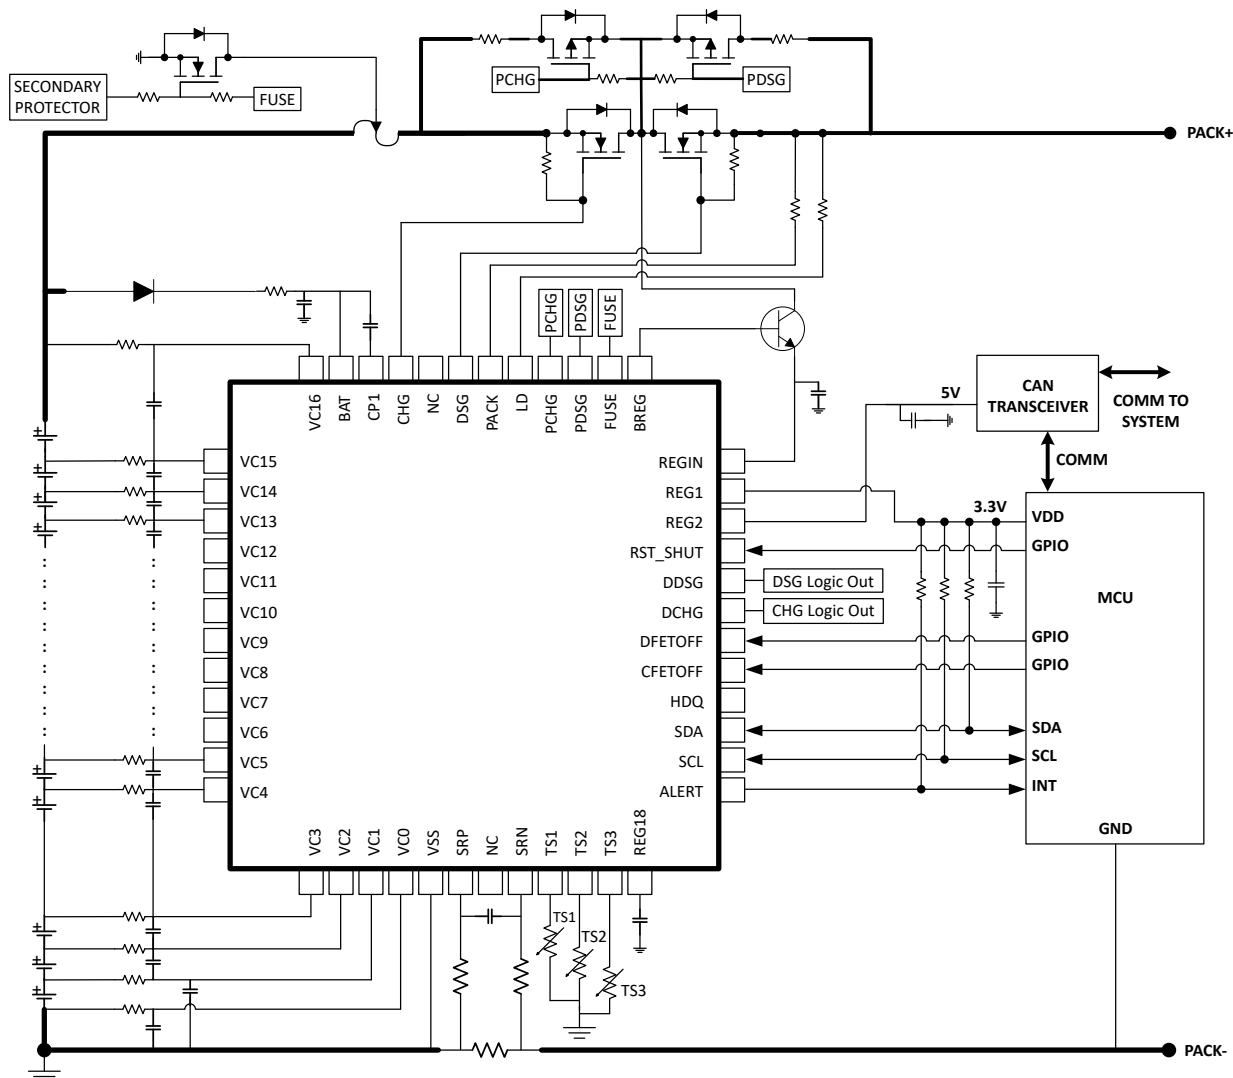 PCHG
PDSG
SECONDARY
PROTECTOR
FUSE
PACK+
PCHG
PDSG
FUSE
VC16
BAT
CP1
CHG
NC
DSG
PACK
LD
PCHG
PDSG
FUSE
BREG
5V
CAN
TRANSCEIVER
COMM TO
SYSTEM
COMM
VC15
VC14
VC13
VC12
VC11
VC10
VC9
VC8
VC7
VC6
VC5
VC4
REGIN
REG1
REG2
RST_SHUT
DDSG
DCHG
DFETOFF
CFETOFF
HDQ
SDA
SCL
ALERT
DSG Logic Out
CHG Logic Out
3.3V
VDD
GPIO
MCU
GPIO
GPIO
SDA
SCL
INT
GND
VC3
VC2
VC1
VC0
VSS
SRP
NC
SRN
TS1
TS2
TS3
REG18
TS1
TS2
TS3
PACK-